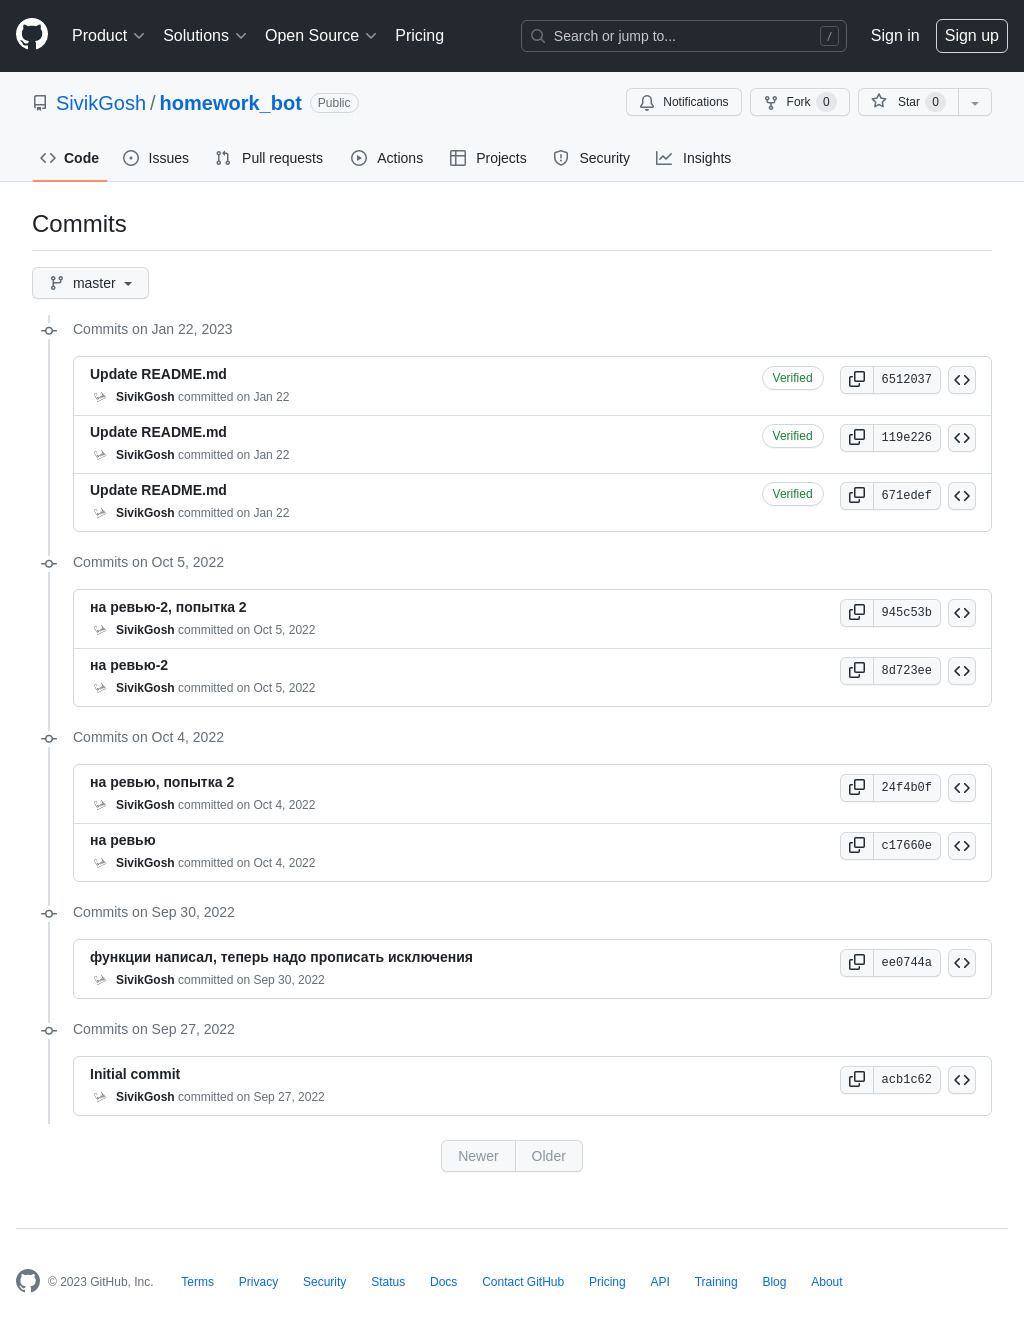 Product Solutions Open Source Pricing Search or jump to... / Sign in Sign up
SivikGosh / homework_bot Public Notifications Fork 0 Star 0
Code Issues Pull requests Actions Projects Security Insights
Commits
master
Commits on Jan 22, 2023
Update README.md Verified 6512037
SivikGosh committed on Jan 22
Update README.md Verified 119e226
SivikGosh committed on Jan 22
Update README.md Verified 671edef
SivikGosh committed on Jan 22
Commits on Oct 5, 2022
на ревью-2, попытка 2 945c53b
SivikGosh committed on Oct 5, 2022
на ревью-2 8d723ee
SivikGosh committed on Oct 5, 2022
Commits on Oct 4, 2022
на ревью, попытка 2 24f4b0f
SivikGosh committed on Oct 4, 2022
на ревью c17660e
SivikGosh committed on Oct 4, 2022
Commits on Sep 30, 2022
функции написал, теперь надо прописать исключения ee0744a
SivikGosh committed on Sep 30, 2022
Commits on Sep 27, 2022
Initial commit acb1c62
SivikGosh committed on Sep 27, 2022
Newer Older
© 2023 GitHub, Inc. Terms Privacy Security Status Docs Contact GitHub Pricing API Training Blog About